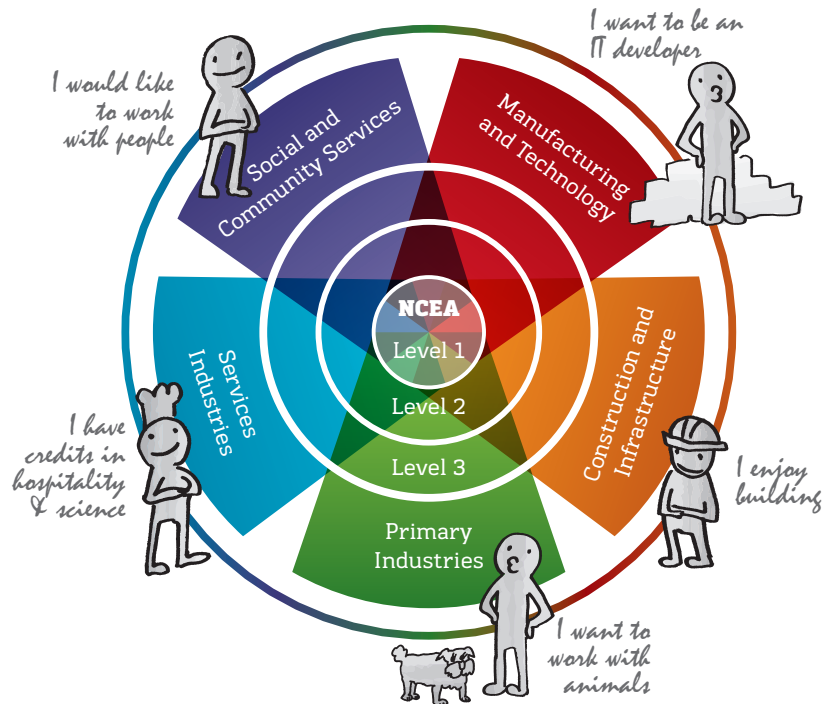 I would like
to work
with people
I want to be an
IT developer
Social and
Community Services
Manufacturing
and Technology
NCEA
Level 1
Level 2
Level 3
Services
Industries
Construction and
Infrastructure
Primary
Industries
I have
credits in
hospitality
& science
I enjoy
building
I want to
work with
animals